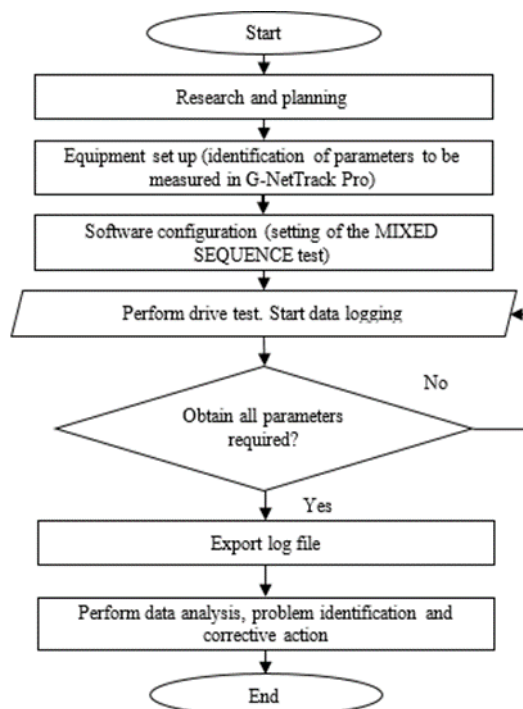 Start
Research and planning
Equipment set up (identification of parameters to be
measured in G-NetTrack Pro)
Software configuration (setting of the MIXED
SEQUENCE test)
Perform drive test. Start data logging
No
Obtain all parameters
required?
Yes
Export log file
Perform data analysis, problem identification and
corrective action
End